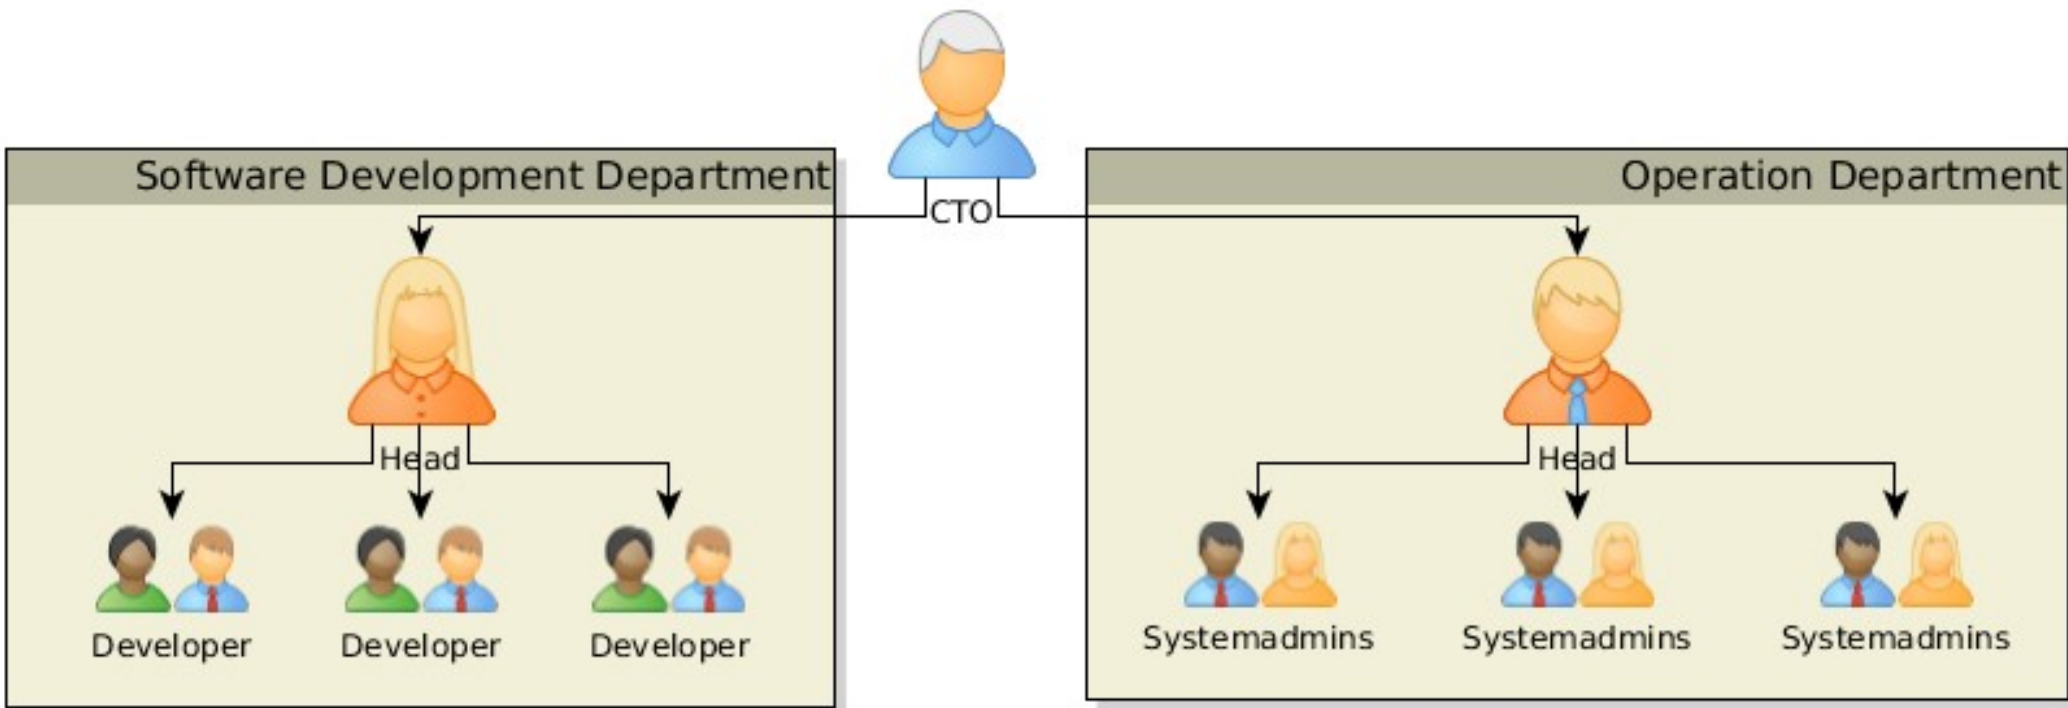 Software Development Department
Operation Department
CTO
Head
Head
Developer
Developer
Developer
Systemadmins
Systemadmins
Systemadmins